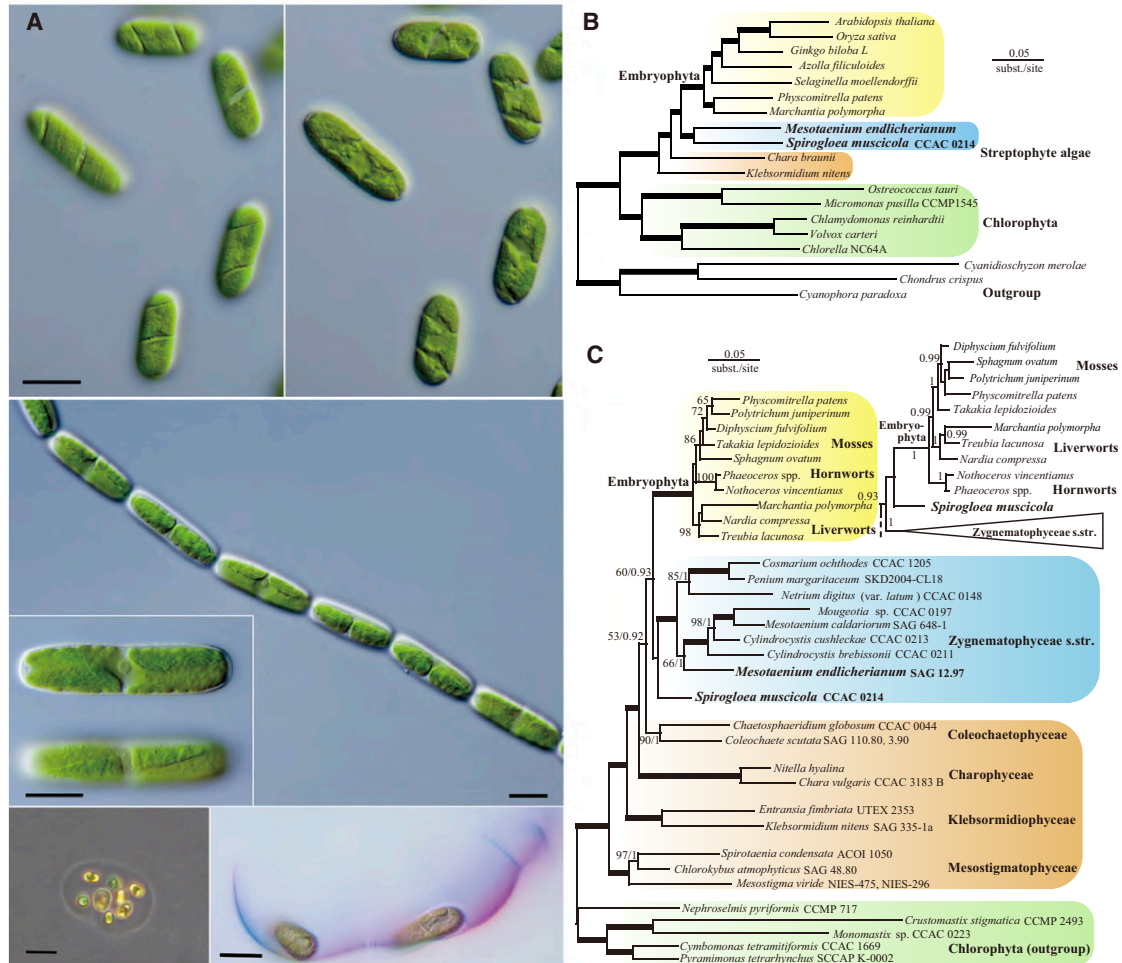 A
B
Arabidopsis thaliana
Oryza sativa
Ginkgo biloba L
Azolla filiculoides
Embryophyta
Selaginella moellendorffii
Physcomitrella patens
Marchantia polymorpha
0.05
subst./site
Mesotaenium endlicherianum
Spirogloea muscicola CCAC 0214
Streptophyte algae
Chara braunii
Klebsormidium nitens
Ostreococcus tauri
Micromonas pusilla CCMP1545
Chlamydomonas reinhardtii
Chlorophyta
Volvox carteri
Chlorella NC64A
Cyanidioschyzon merolae
Chondrus crispus
Cyanophora paradoxa
Outgroup
C
0.05
subst./site
65
Physcomitrella patens
72
Polytrichum juniperinum
Diphyscium fulvifolium
86
Takakia lepidozioides
Mosses
Sphagnum ovatum
100
Phaeoceros spp.
Hornworts
Embryophyta
Nothoceros vincentianus
Marchantia polymorpha
Nardia compressa
98
Liverworts
Treubia lacunosa
Diphyscium fulvifolium
0.99
Sphagnum ovatum
Mosses
1
Polytrichum juniperinum
Physcomitrella patens
0.99
Takakia lepidozioides
Embryo-
phyta
Marchantia polymorpha
1
0.99
Treubia lacunosa
Liverworts
1
Nardia compressa
1
Nothoceros vincentianus
Phaeoceros spp.
Hornworts
0.93
Spirogloea muscicola
1
Zygnematophyceae s.str.
60/0.93
Cosmarium ochthodes CCAC 1205
85/1
Penium margaritaceum SKD2004-CL18
Netrium digitus (var. latum ) CCAC 0148
Mougeotia sp. CCAC 0197
98/1
Mesotaenium caldariorum SAG 648-1
53/0.92
Cylindrocystis cushleckae CCAC 0213
Zygnematophyceae s.str.
Cylindrocystis brebissonii CCAC 0211
66/1
Mesotaenium endlicherianum SAG 12.97
Spirogloea muscicola CCAC 0214
Chaetosphaeridium globosum CCAC 0044
Coleochaetophyceae
90/1
Coleochaete scutata SAG 110.80, 3.90
Nitella hyalina
Charophyceae
Chara vulgaris CCAC 3183 B
Entransia fimbriata UTEX 2353
Klebsormidiophyceae
Klebsormidium nitens SAG 335-1a
97/1
Spirotaenia condensata ACOI 1050
Chlorokybus atmophyticus SAG 48.80
Mesostigmatophyceae
Mesostigma viride NIES-475, NIES-296
Nephroselmis pyriformis CCMP 717
Crustomastix stigmatica CCMP 2493
Monomastix sp. CCAC 0223
Cymbomonas tetramitiformis CCAC 1669
Chlorophyta (outgroup)
Pyramimonas tetrarhynchus SCCAP K-0002